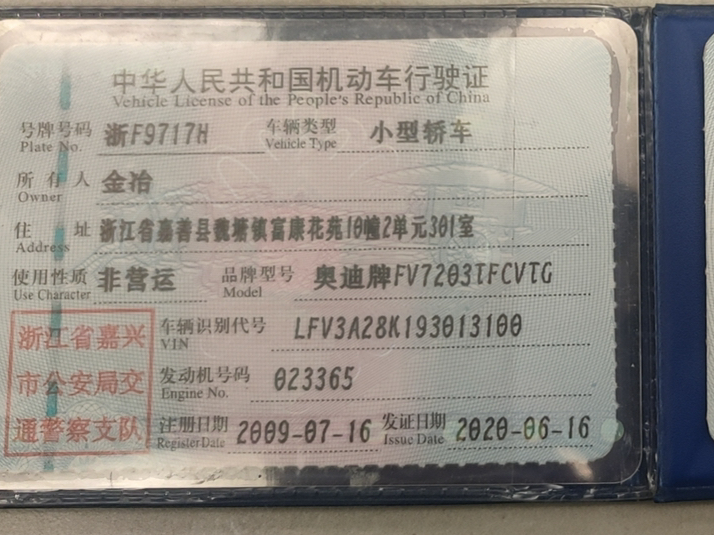 中华人民共和国机动车行驶证
Vehicle License of the People's Republic of China
号牌号码 浙F9717H 车辆类型 小型轿车
Plate No. Vehicle Type
所有人 金冶
Owner
住址 浙江省嘉善县魏塘镇富康花苑10幢2单元301室
Address
使用性质 非营运 品牌型号 奥迪牌FV7203TFCVTG
Use Character Model
浙江省嘉兴
市公安局交
通警察支队
车辆识别代号 LFV3A28K193013100
VIN
发动机号码 023365
Engine No.
注册日期 2009-07-16 发证日期 2020-06-16
Register Date Issue Date